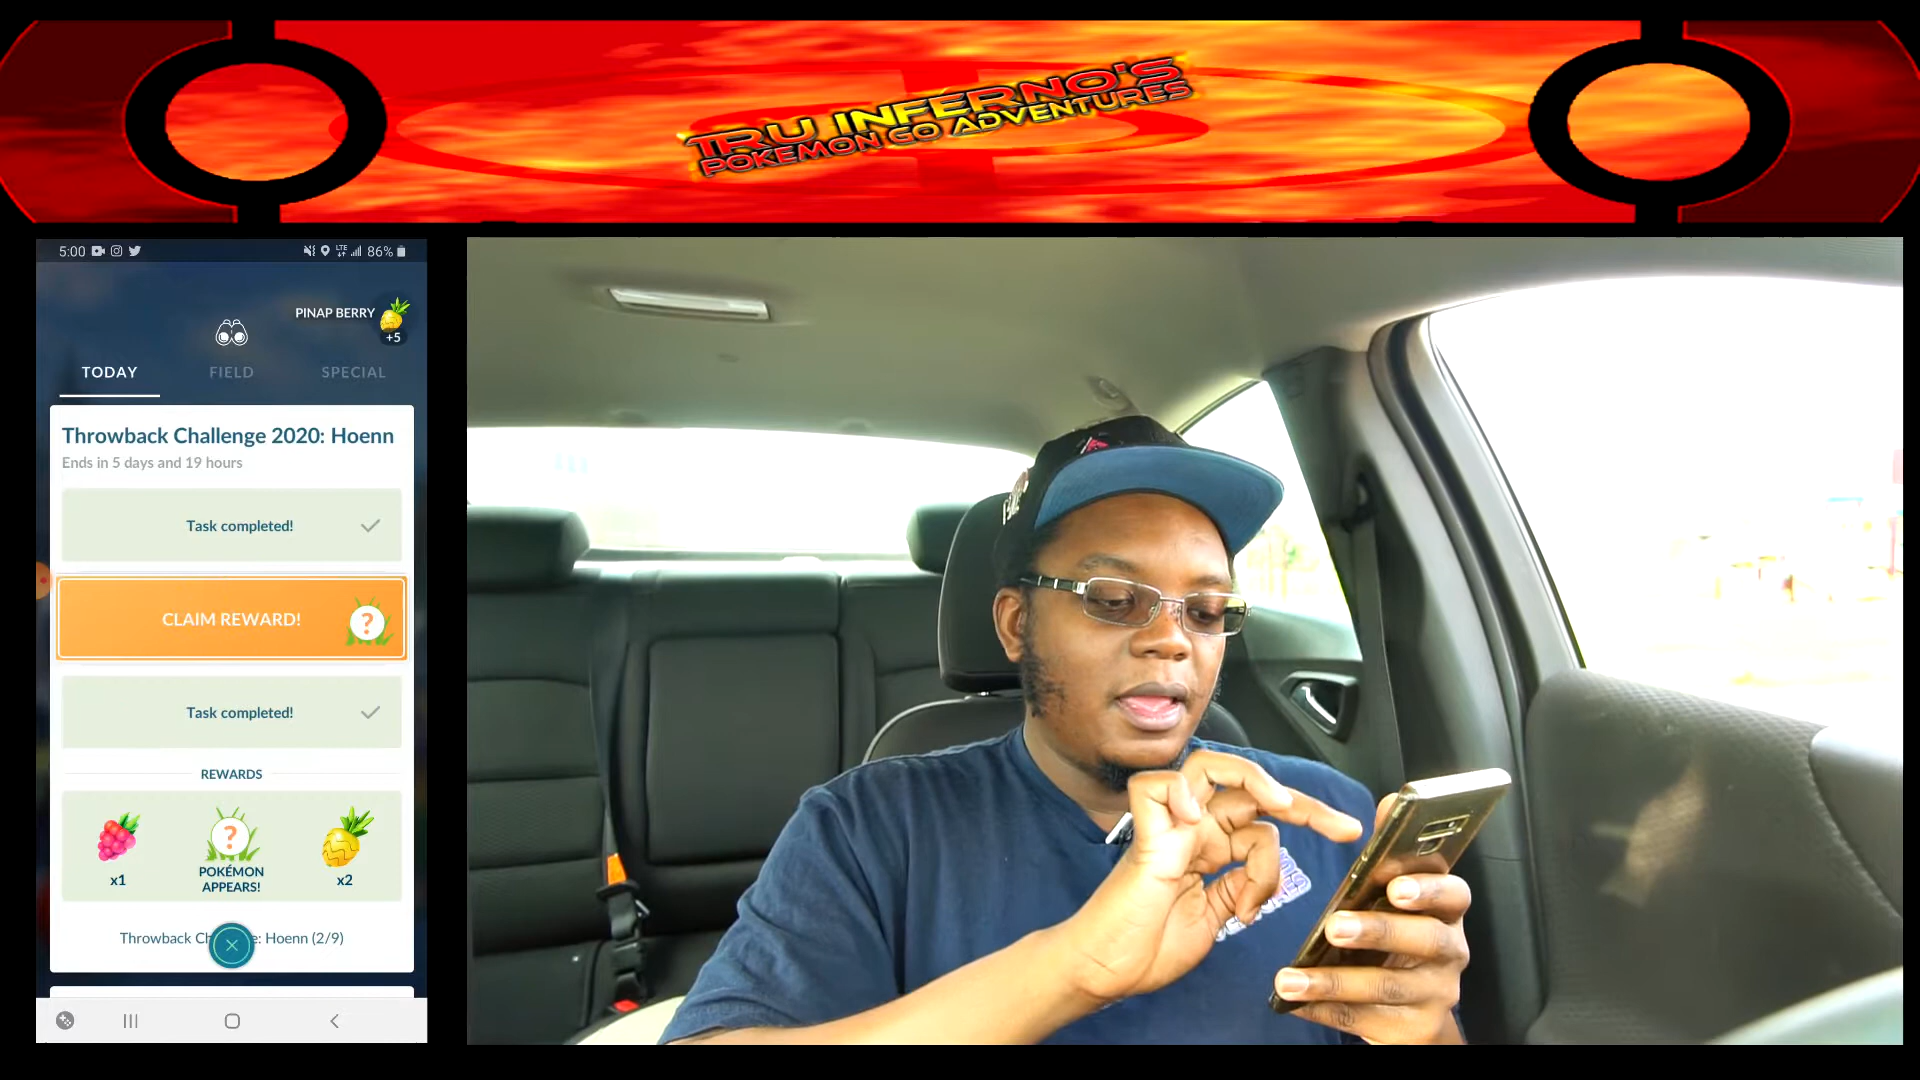 TRU INFERNO'S
POKEMON GO ADVENTURES
5:00
LTE
86%
PINAP BERRY
+5
TODAY
FIELD
SPECIAL
Throwback Challenge 2020: Hoenn
Ends in 5 days and 19 hours
Task completed!
CLAIM REWARD!
?
Task completed!
REWARDS
?
POKÉMON
APPEARS!
x1
x2
Hoenn (2/9)